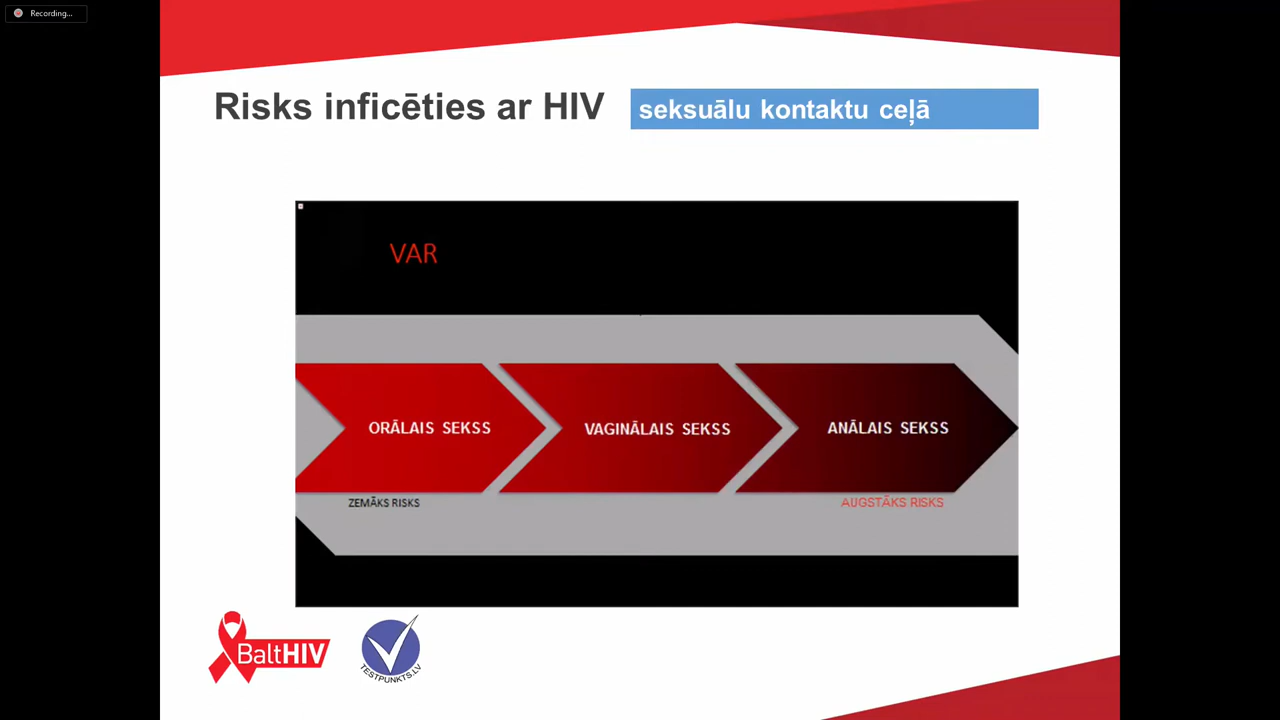 Recording...
Risks inficēties ar HIV
seksuālu kontaktu ceļā
VAR
ORĀLAIS SEKSS
VAGINĀLAIS SEKSS
ANĀLAIS SEKSS
ZEMĀKS RISKS
AUGSTĀKS RISKS
BaltHIV
TESTPUNKTS.LV